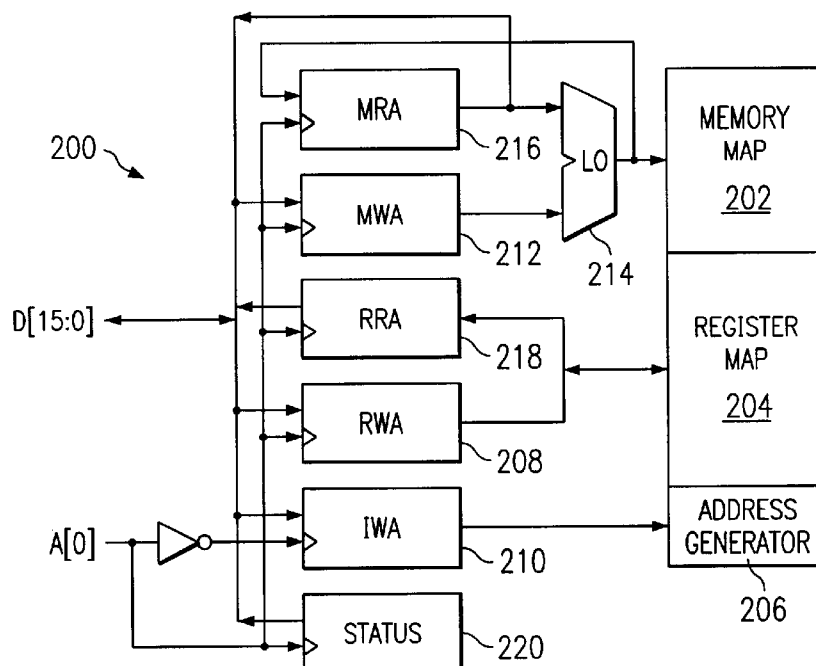 MRA
216
LO
MEMORY
MAP
202
200
MWA
212
214
D[15:0]
RRA
218
REGISTER
MAP
204
RWA
208
A[0]
IWA
210
ADDRESS
GENERATOR
206
STATUS
220